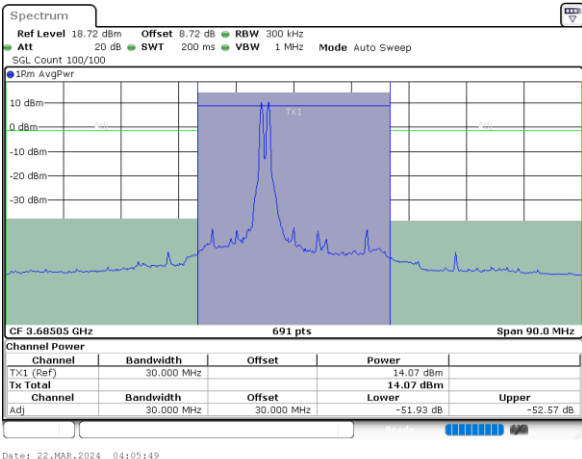 Spectrum
Ref Level 18.72 dBm Offset 8.72 dB RBW 300 kHz
Att 20 dB SWT 200 ms VBW 1 MHz Mode Auto Sweep
SGL Count 100/100
1Rm AvgPwr
10 dBm
TX1
0 dBm
Adj
Adj
-10 dBm
-20 dBm
-30 dBm
CF 3.68505 GHz 691 pts Span 90.0 MHz
Channel Power
Channel Bandwidth Offset Power
TX1 (Ref) 30.000 MHz 14.07 dBm
Tx Total 14.07 dBm
Channel Bandwidth Offset Lower Upper
Adj 30.000 MHz 30.000 MHz -51.93 dB -52.57 dB
Ready
Date: 22.MAR.2024 04:05:49